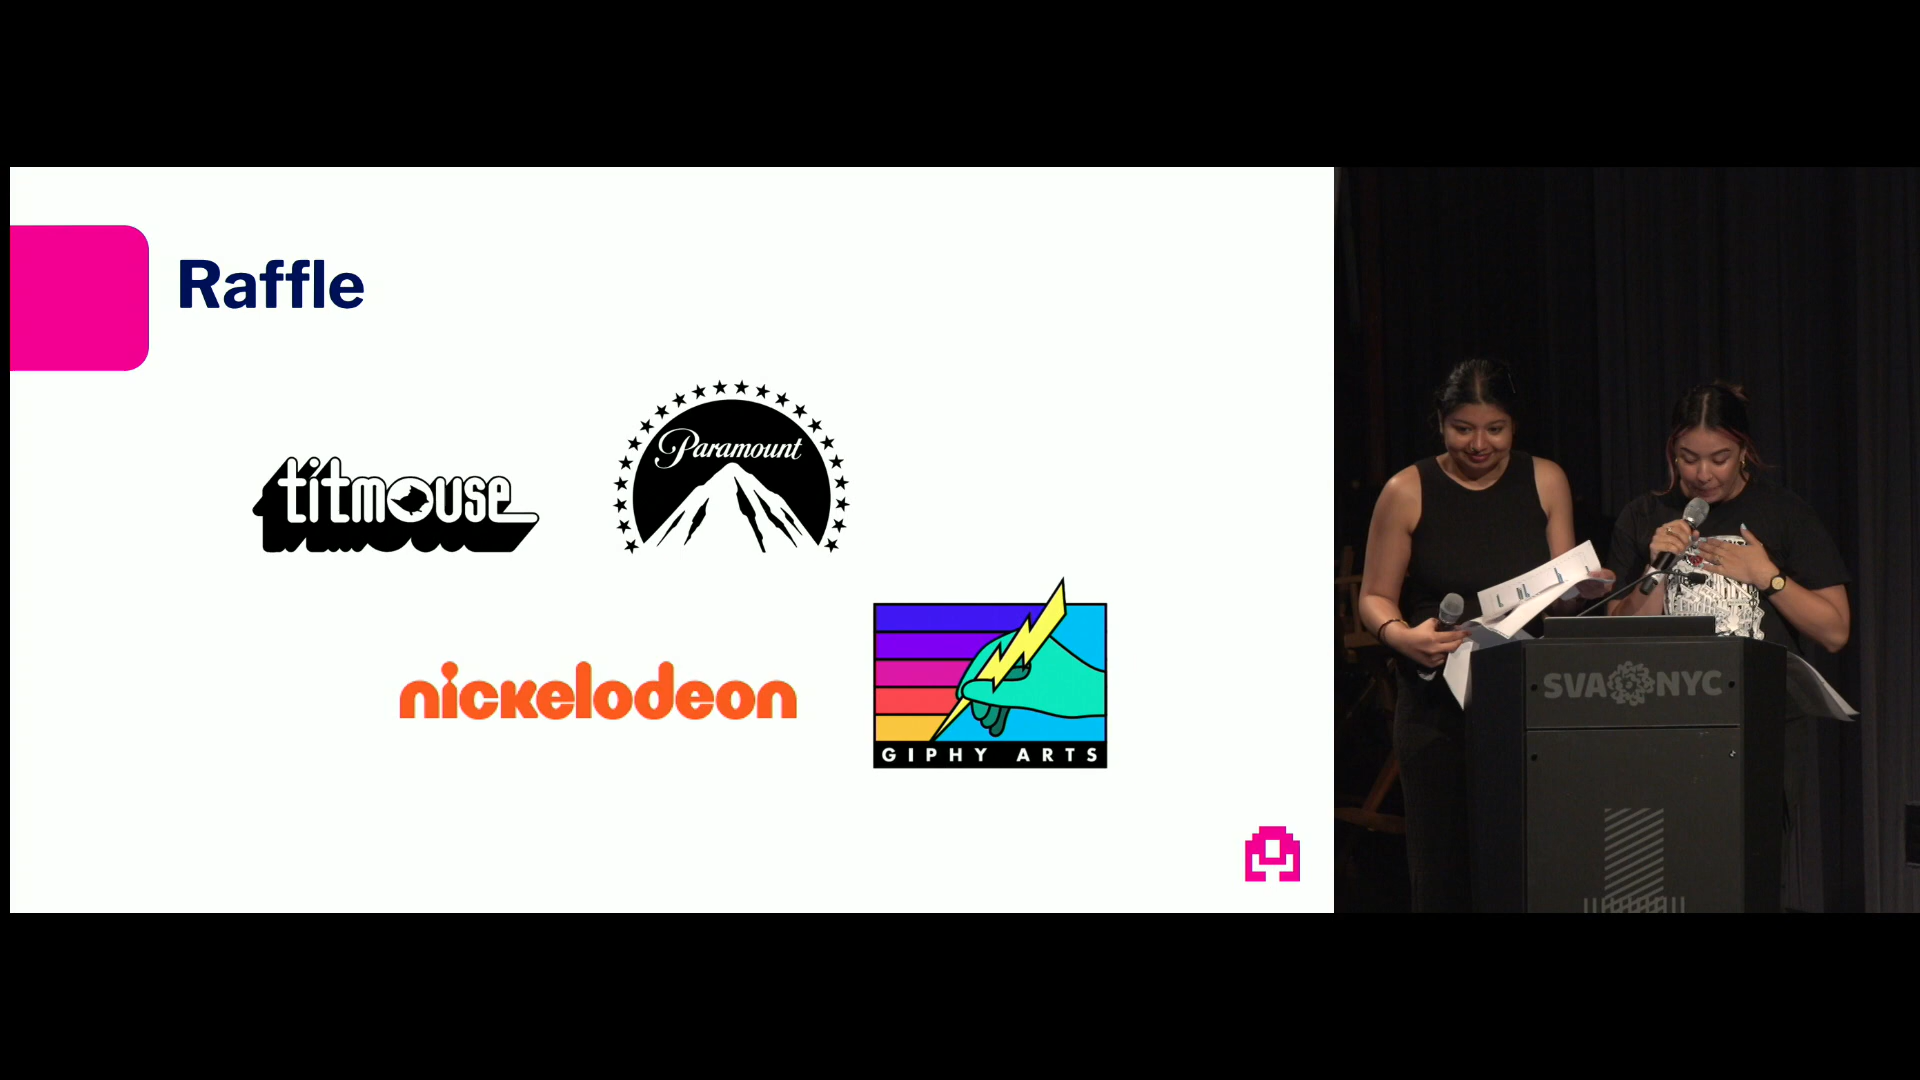 Raffle
titmouse
Paramount
nickelodeon
GIPHY ARTS
SVA NYC